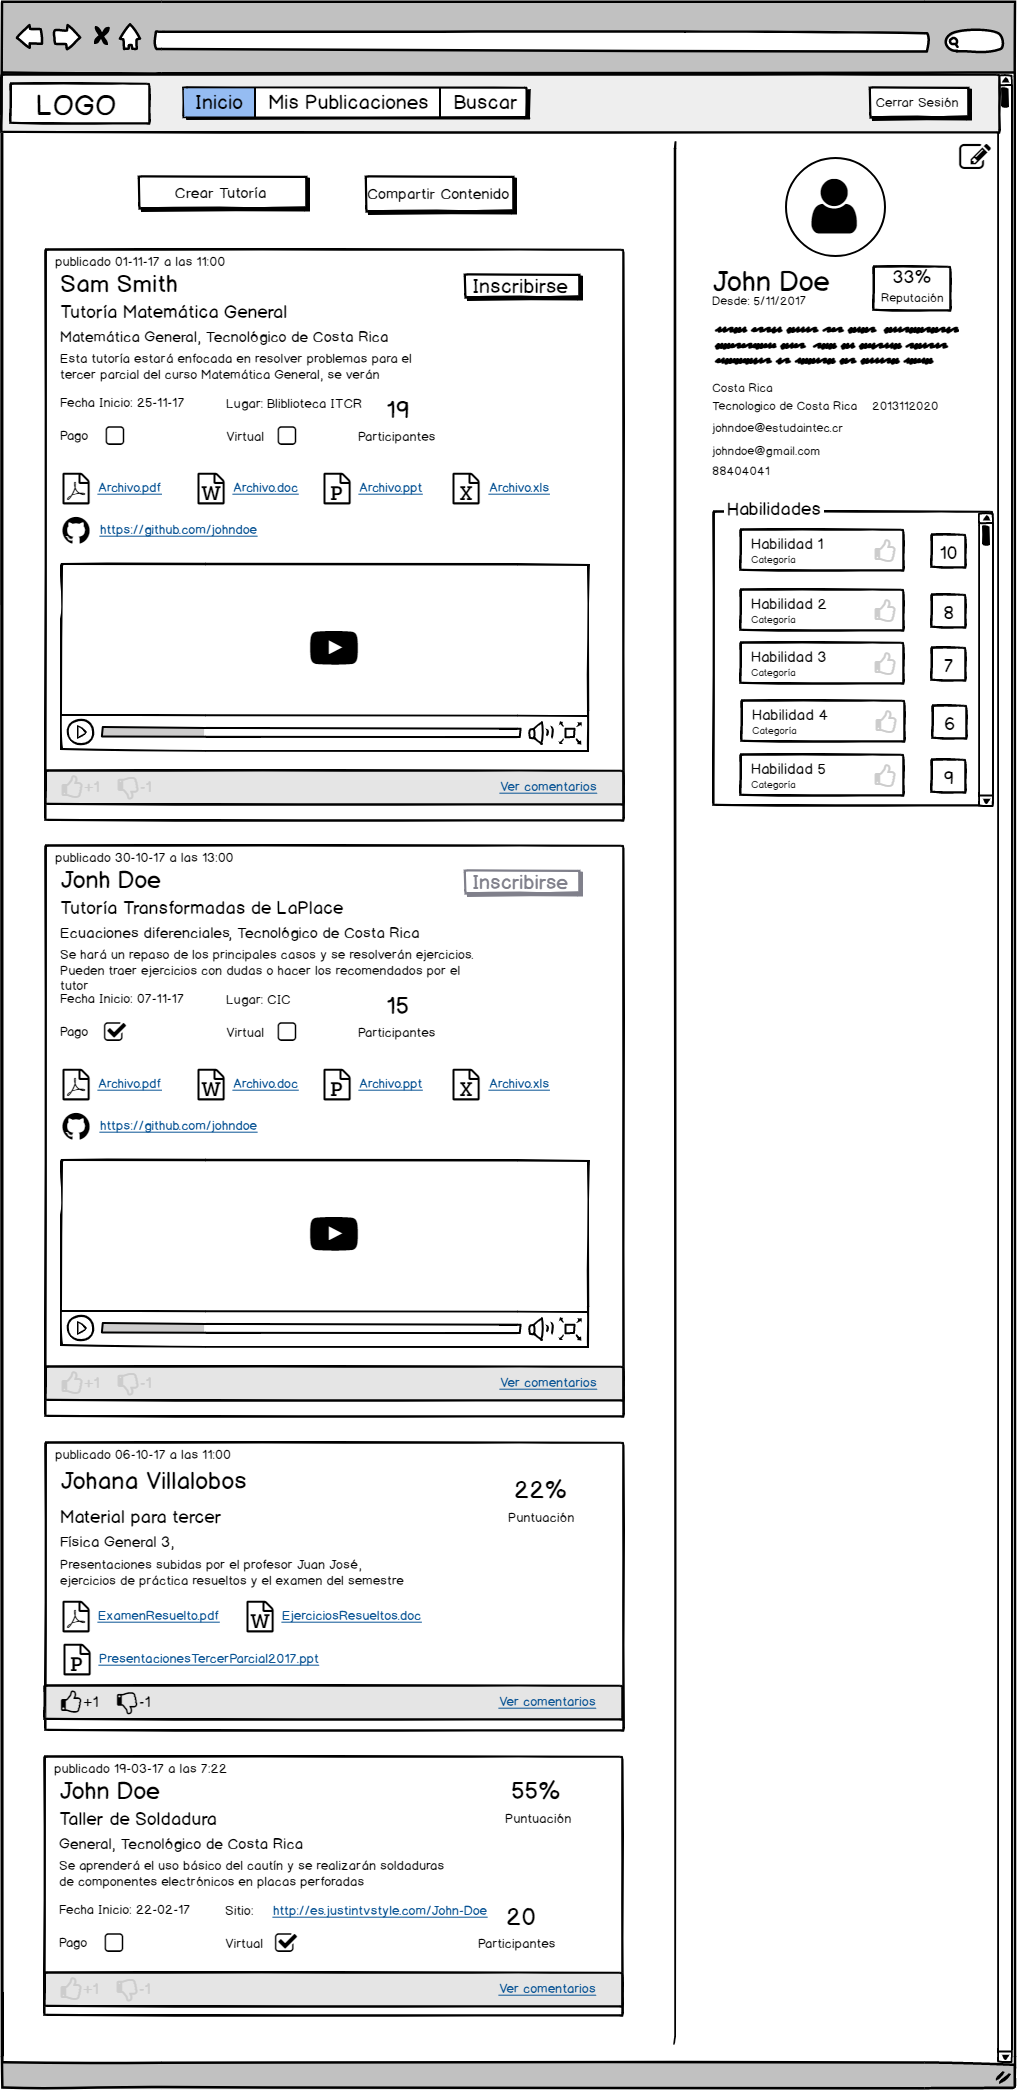 LOGO
Inicio
Mis Publicaciones
Buscar
Cerrar Sesión
Crear Tutoría
Compartir Contenido
publicado 01-11-17 a las 11:00
Sam Smith
Inscribirse
Tutoría Matemática General
Matemática General, Tecnológico de Costa Rica
Esta tutoría estará enfocada en resolver problemas para el
tercer parcial del curso Matemática General, se verán
Fecha Inicio: 25-11-17
Lugar: Bliblioteca ITCR
19
Pago
Virtual
Participantes
Archivo.pdf
Archivo.doc
Archivo.ppt
Archivo.xls
https://github.com/johndoe
+1
-1
Ver comentarios
publicado 30-10-17 a las 13:00
Jonh Doe
Inscribirse
Tutoría Transformadas de LaPlace
Ecuaciones diferenciales, Tecnológico de Costa Rica
Se hará un repaso de los principales casos y se resolverán ejercicios.
Pueden traer ejercicios con dudas o hacer los recomendados por el
tutor
Fecha Inicio: 07-11-17
Lugar: CIC
15
Pago
Virtual
Participantes
Archivo.pdf
Archivo.doc
Archivo.ppt
Archivo.xls
https://github.com/johndoe
+1
-1
Ver comentarios
publicado 06-10-17 a las 11:00
Johana Villalobos
22%
Puntuación
Material para tercer
Física General 3,
Presentaciones subidas por el profesor Juan José,
ejercicios de práctica resueltos y el examen del semestre
ExamenResuelto.pdf
EjerciciosResueltos.doc
PresentacionesTercerParcial2017.ppt
+1
-1
Ver comentarios
publicado 19-03-17 a las 7:22
John Doe
55%
Puntuación
Taller de Soldadura
General, Tecnológico de Costa Rica
Se aprenderá el uso básico del cautín y se realizarán soldaduras
de componentes electrónicos en placas perforadas
Fecha Inicio: 22-02-17
Sitio: http://es.justintvstyle.com/John-Doe
20
Pago
Virtual
Participantes
+1
-1
Ver comentarios
John Doe
Desde: 5/11/2017
33%
Reputación
Costa Rica
Tecnologico de Costa Rica 2013112020
johndoe@estudaintec.cr
johndoe@gmail.com
88404041
Habilidades
Habilidad 1
Categoría
10
Habilidad 2
Categoría
8
Habilidad 3
Categoría
7
Habilidad 4
Categoría
6
Habilidad 5
Categoría
9